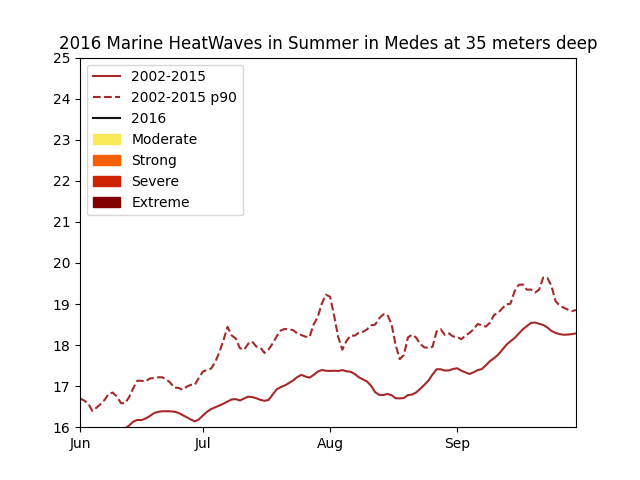 2016 Marine HeatWaves in Summer in Medes at 35 meters deep
25
24
23
22
21
20
19
18
17
16
2002-2015
2002-2015 p90
2016
Moderate
Strong
Severe
Extreme
Jun
Jul
Aug
Sep